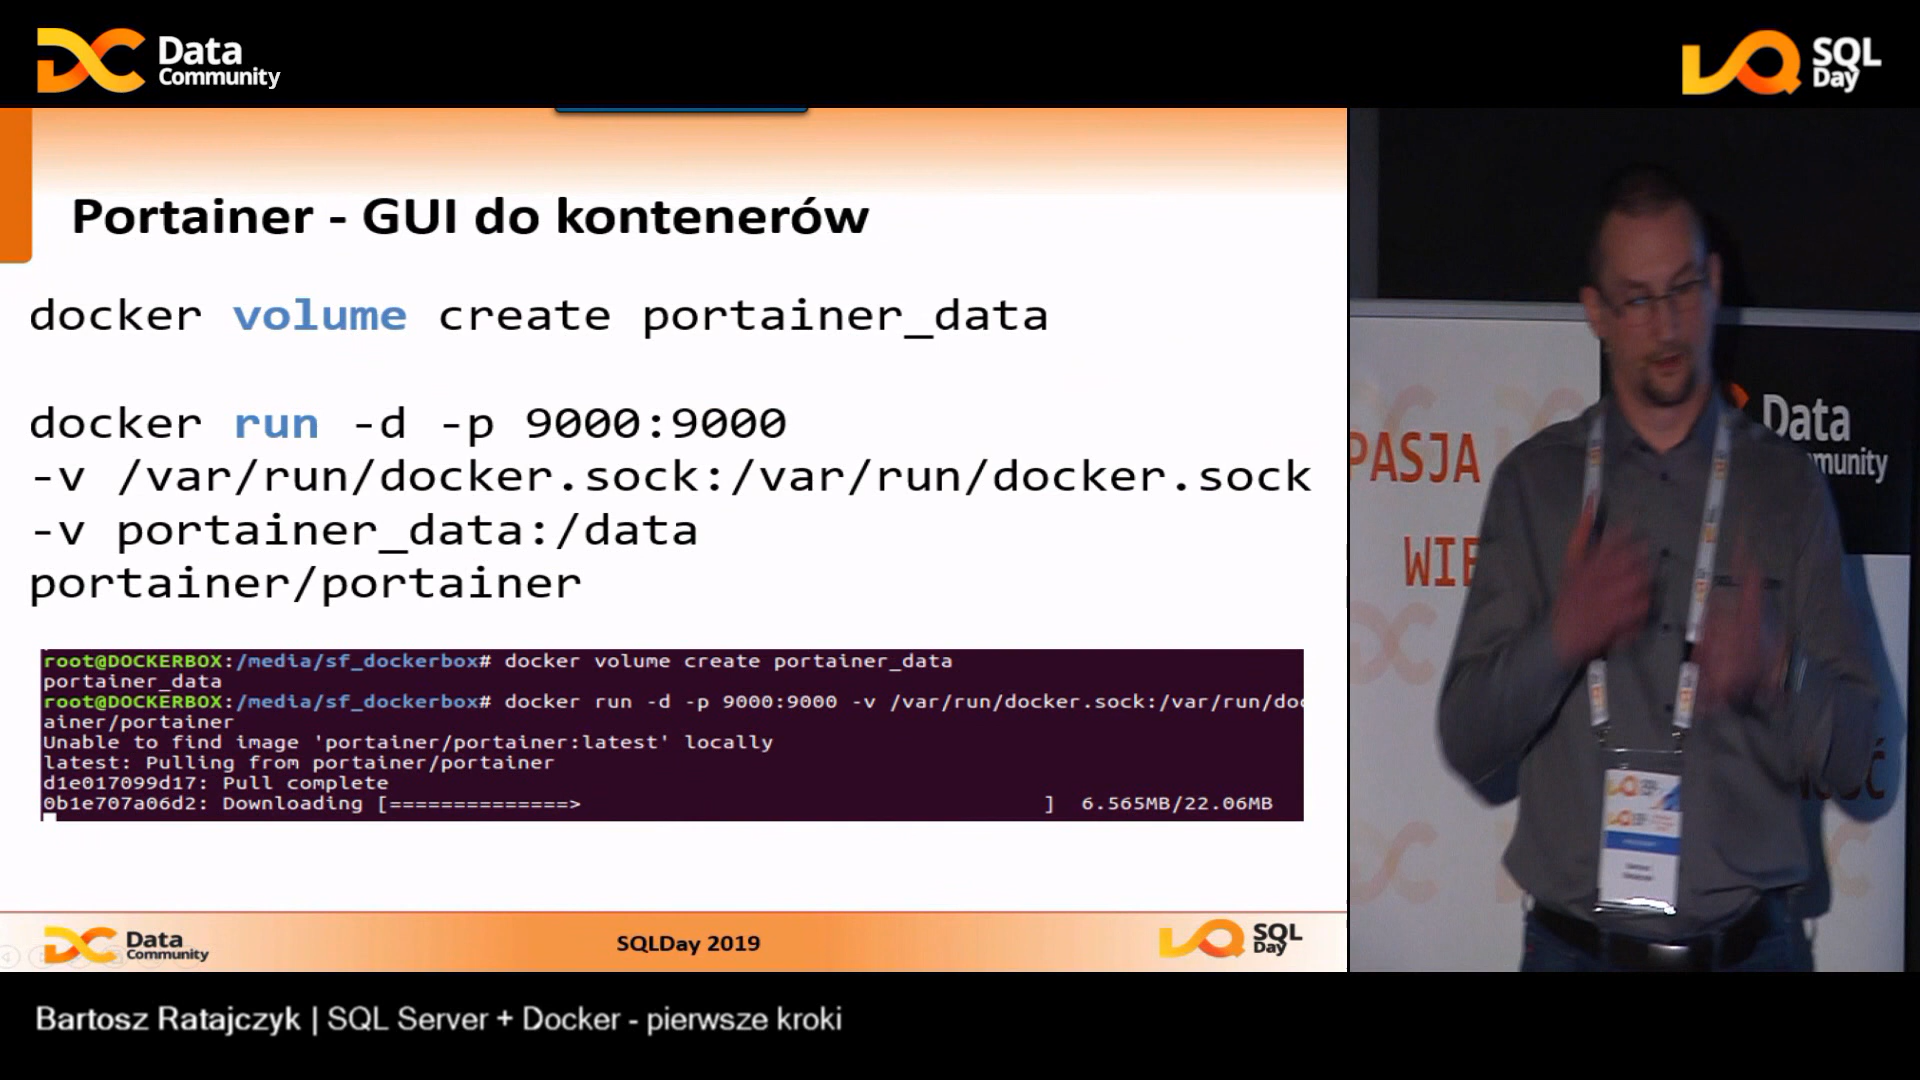 Data
Community
SQL
Day
Portainer - GUI do kontenerów
docker volume create portainer_data
docker run -d -p 9000:9000
-v /var/run/docker.sock:/var/run/docker.sock
-v portainer_data:/data
portainer/portainer
root@DOCKERBOX:/media/sf_dockerbox# docker volume create portainer_data
portainer_data
root@DOCKERBOX:/media/sf_dockerbox# docker run -d -p 9000:9000 -v /var/run/docker.sock:/var/run/doc
ainer/portainer
Unable to find image 'portainer/portainer:latest' locally
latest: Pulling from portainer/portainer
d1e017099d17: Pull complete
0b1e707a06d2: Downloading [==============> ] 6.565MB/22.06MB
Data
Community
SQLDay 2019
SQL
Day
PASJA
WIE
Data
munity
Bartosz Ratajczyk | SQL Server + Docker - pierwsze kroki